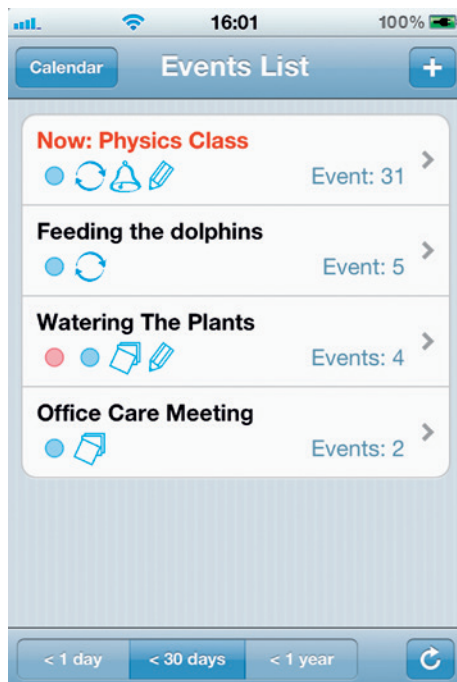 16:01
100%
Calendar
Events List
+
Now: Physics Class
Event: 31
Feeding the dolphins
Event: 5
Watering The Plants
Events: 4
Office Care Meeting
Events: 2
< 1 day
< 30 days
< 1 year